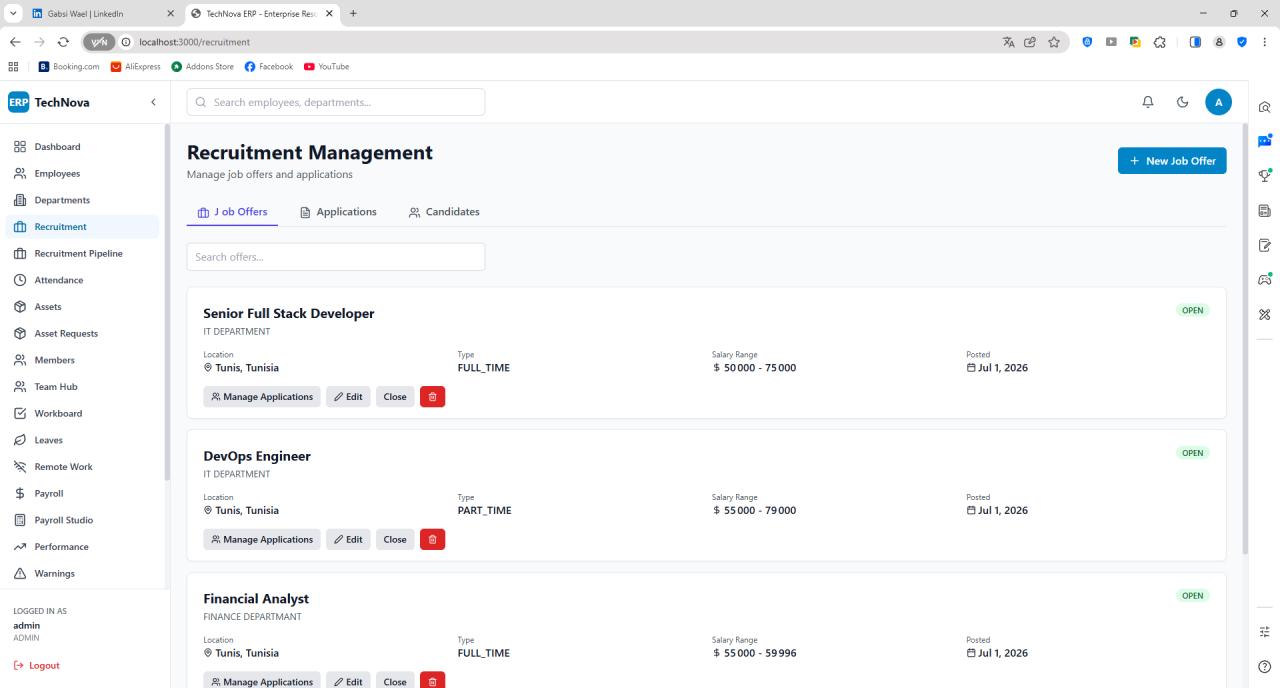 Gabsi Wael | LinkedIn
TechNova ERP - Enterprise Reso
VPN
localhost:3000/recruitment
Booking.com
AliExpress
Addons Store
Facebook
YouTube
ERP TechNova
Search employees, departments...
A
Dashboard
Employees
Departments
Recruitment
Recruitment Pipeline
Attendance
Assets
Asset Requests
Members
Team Hub
Workboard
Leaves
Remote Work
Payroll
Payroll Studio
Performance
Warnings
LOGGED IN AS
admin
ADMIN
Logout
Recruitment Management
Manage job offers and applications
+ New Job Offer
Job Offers
Applications
Candidates
Search offers...
Senior Full Stack Developer
OPEN
IT DEPARTMENT
Location Type Salary Range Posted
Tunis, Tunisia FULL_TIME $ 50 000 - 75 000 Jul 1, 2026
Manage Applications Edit Close
DevOps Engineer
OPEN
IT DEPARTMENT
Location Type Salary Range Posted
Tunis, Tunisia PART_TIME $ 55 000 - 79 000 Jul 1, 2026
Manage Applications Edit Close
Financial Analyst
OPEN
FINANCE DEPARTMANT
Location Type Salary Range Posted
Tunis, Tunisia FULL_TIME $ 55 000 - 59 996 Jul 1, 2026
Manage Applications Edit Close